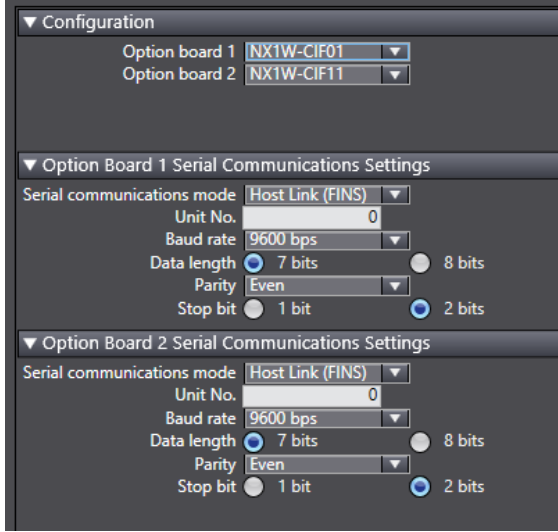 Configuration
Option board 1 NX1W-CIF01
Option board 2 NX1W-CIF11
Option Board 1 Serial Communications Settings
Serial communications mode Host Link (FINS)
Unit No. 0
Baud rate 9600 bps
Data length 7 bits 8 bits
Parity Even
Stop bit 1 bit 2 bits
Option Board 2 Serial Communications Settings
Serial communications mode Host Link (FINS)
Unit No. 0
Baud rate 9600 bps
Data length 7 bits 8 bits
Parity Even
Stop bit 1 bit 2 bits